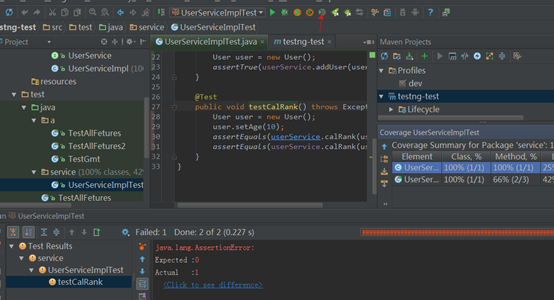 testng-test
src
test
java
service
UserServiceImplTest
UserServiceImplTest
Project
UserService
UserServiceImpl
resources
test
java
a
TestAllFetures
TestAllFetures2
TestGmt
service (100% classes, 42%
UserServiceImplTest
TestAllFetures
UserServiceImplTest.java
testng-test
22 User user = new User();
23 assertTrue(userService.addUser(user
24 }
25
26 @Test
27 public void testCalRank() throws Except
28 User user = new User();
29 user.setAge(10);
30 assertEquals(userService.calRank(us
31 assertEquals(userService.calRank(us
32 }
33 }
Maven Projects
Profiles
dev
testng-test
Lifecycle
Coverage UserServiceImplTest
Coverage Summary for Package 'service': 1
Element Class, % Method, %
UserSer... 100% (1/1) 100% (1/1) 25
UserSer... 100% (1/1) 66% (2/3)
UserServiceImplTest
Failed: 1 Done: 2 of 2 (0.227 s)
Test Results
service
UserServiceImplTest
testCalRank
java.lang.AssertionError:
Expected :0
Actual :1
(Click to see difference)